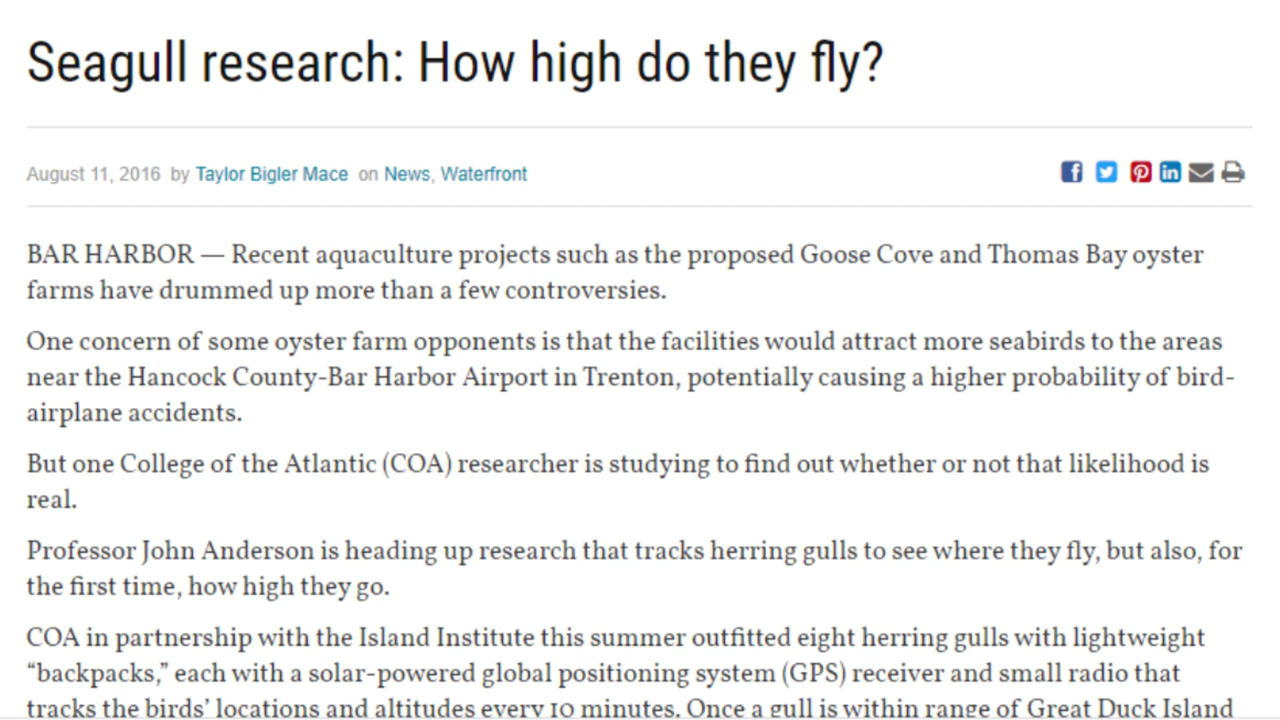 Seagull research: How high do they fly?
August 11, 2016 by Taylor Bigler Mace on News, Waterfront
BAR HARBOR — Recent aquaculture projects such as the proposed Goose Cove and Thomas Bay oyster
farms have drummed up more than a few controversies.
One concern of some oyster farm opponents is that the facilities would attract more seabirds to the areas
near the Hancock County-Bar Harbor Airport in Trenton, potentially causing a higher probability of bird-
airplane accidents.
But one College of the Atlantic (COA) researcher is studying to find out whether or not that likelihood is
real.
Professor John Anderson is heading up research that tracks herring gulls to see where they fly, but also, for
the first time, how high they go.
COA in partnership with the Island Institute this summer outfitted eight herring gulls with lightweight
“backpacks,” each with a solar-powered global positioning system (GPS) receiver and small radio that
tracks the birds’ locations and altitudes every 10 minutes. Once a gull is within range of Great Duck Island